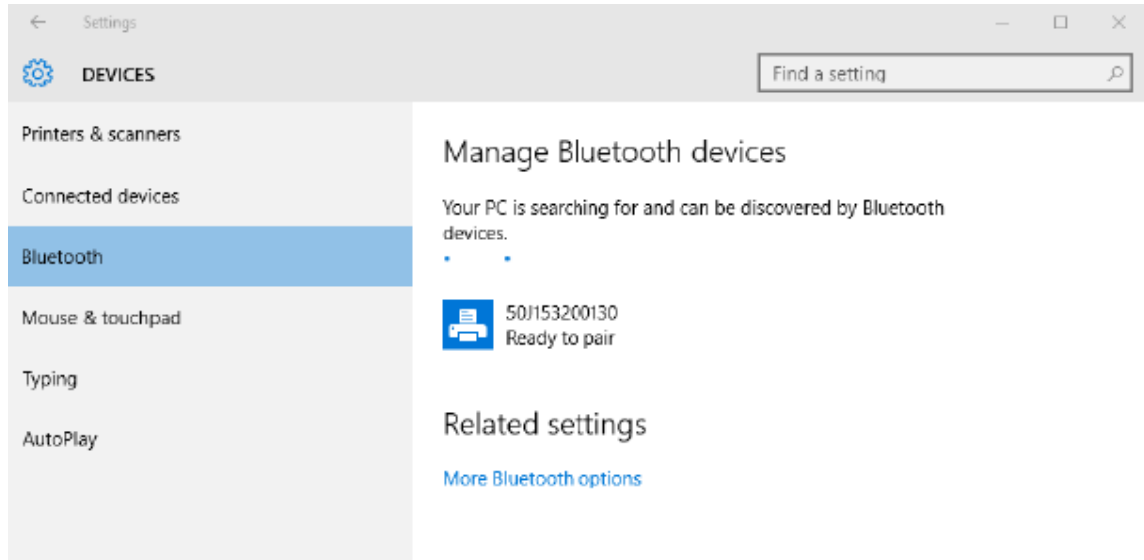 Settings
DEVICES
Find a setting
Printers & scanners
Connected devices
Bluetooth
Mouse & touchpad
Typing
AutoPlay
Manage Bluetooth devices
Your PC is searching for and can be discovered by Bluetooth
devices.
50J153200130
Ready to pair
Related settings
More Bluetooth options